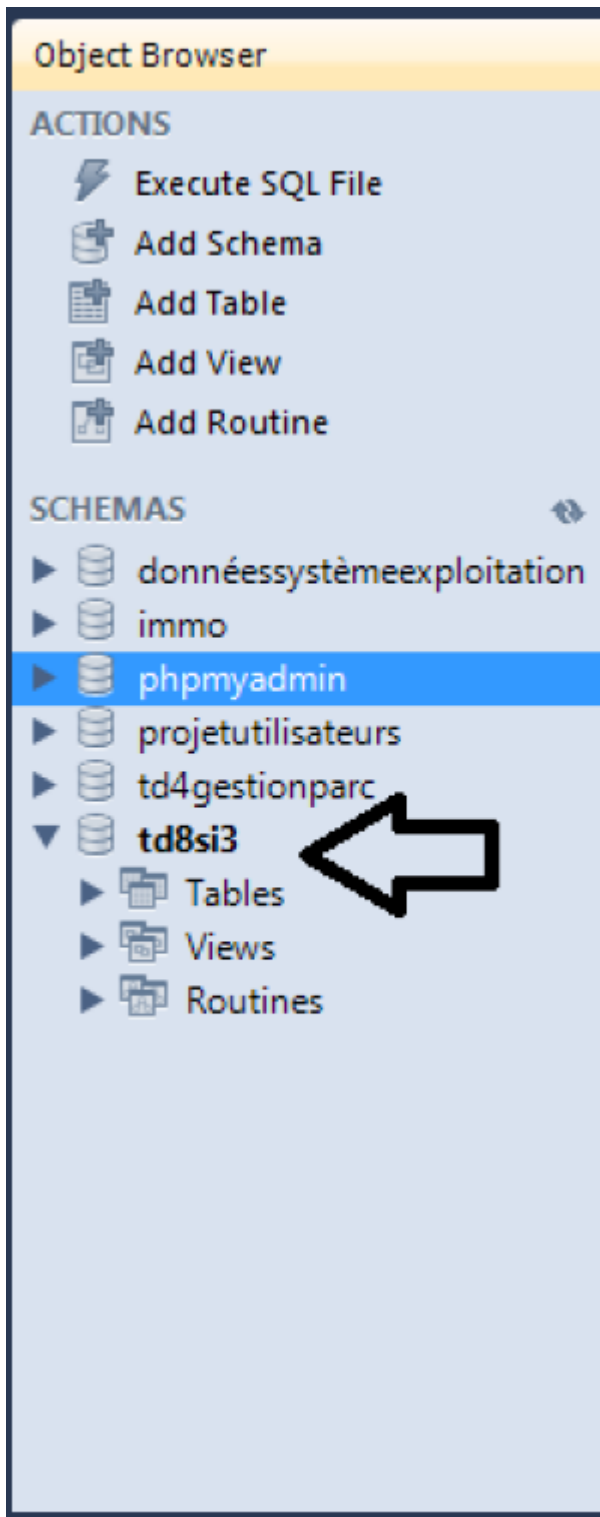 Object Browser
ACTIONS
Execute SQL File
Add Schema
Add Table
Add View
Add Routine
SCHEMAS
donnéessystèmeexploitation
immo
phpmyadmin
projetutilisateurs
td4gestionparc
td8si3
Tables
Views
Routines